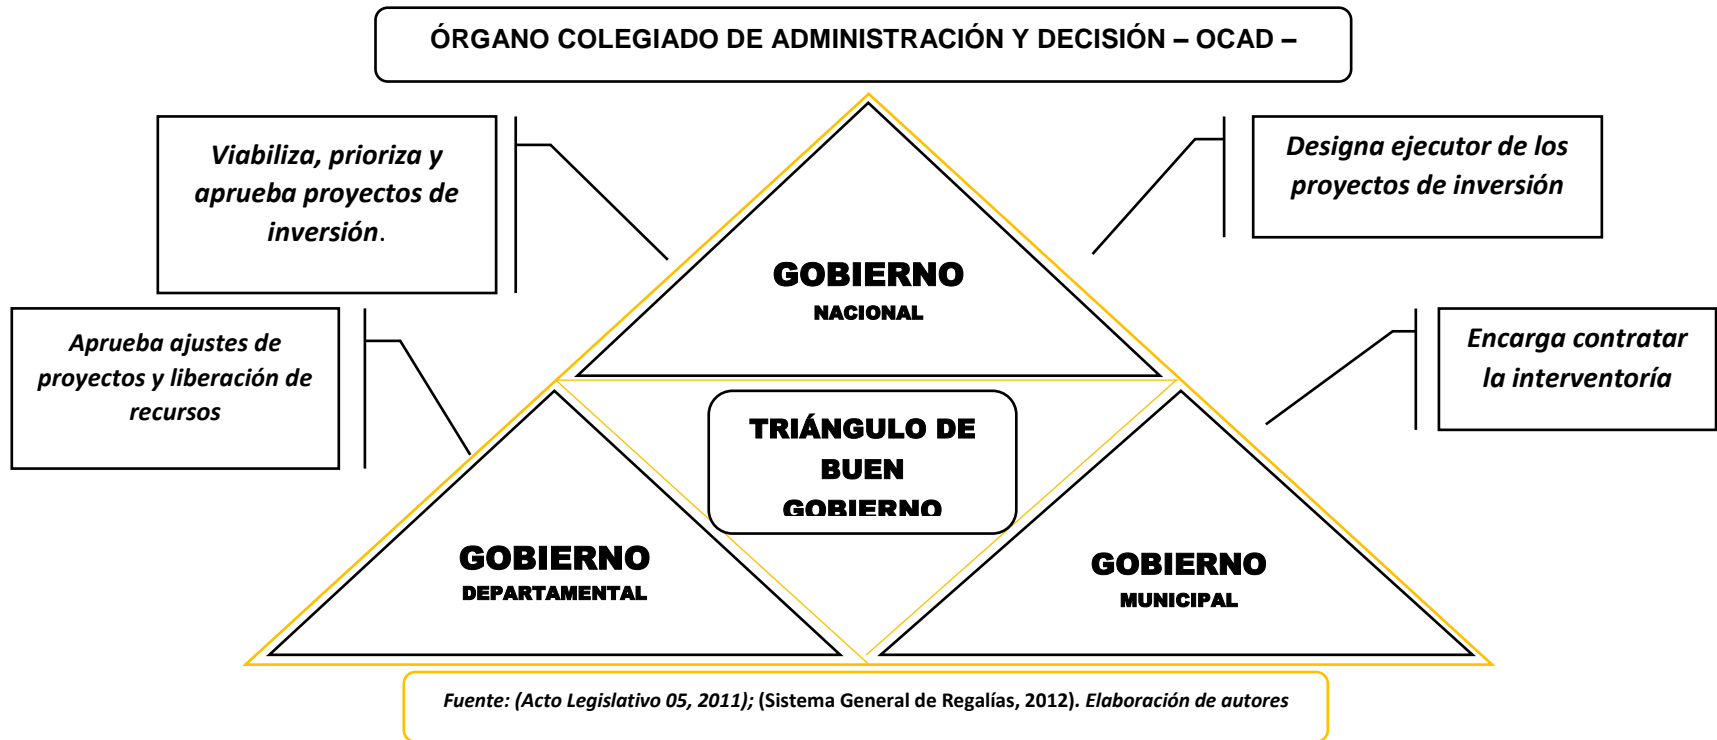 ÓRGANO COLEGIADO DE ADMINISTRACIÓN Y DECISIÓN – OCAD –
Viabiliza, prioriza y
aprueba proyectos de
inversión.
Designa ejecutor de los
proyectos de inversión
GOBIERNO
NACIONAL
Aprueba ajustes de
proyectos y liberación de
recursos
Encarga contratar
la interventoría
TRIÁNGULO DE
BUEN
GOBIERNO
GOBIERNO
DEPARTAMENTAL
GOBIERNO
MUNICIPAL
Fuente: (Acto Legislativo 05, 2011); (Sistema General de Regalías, 2012). Elaboración de autores